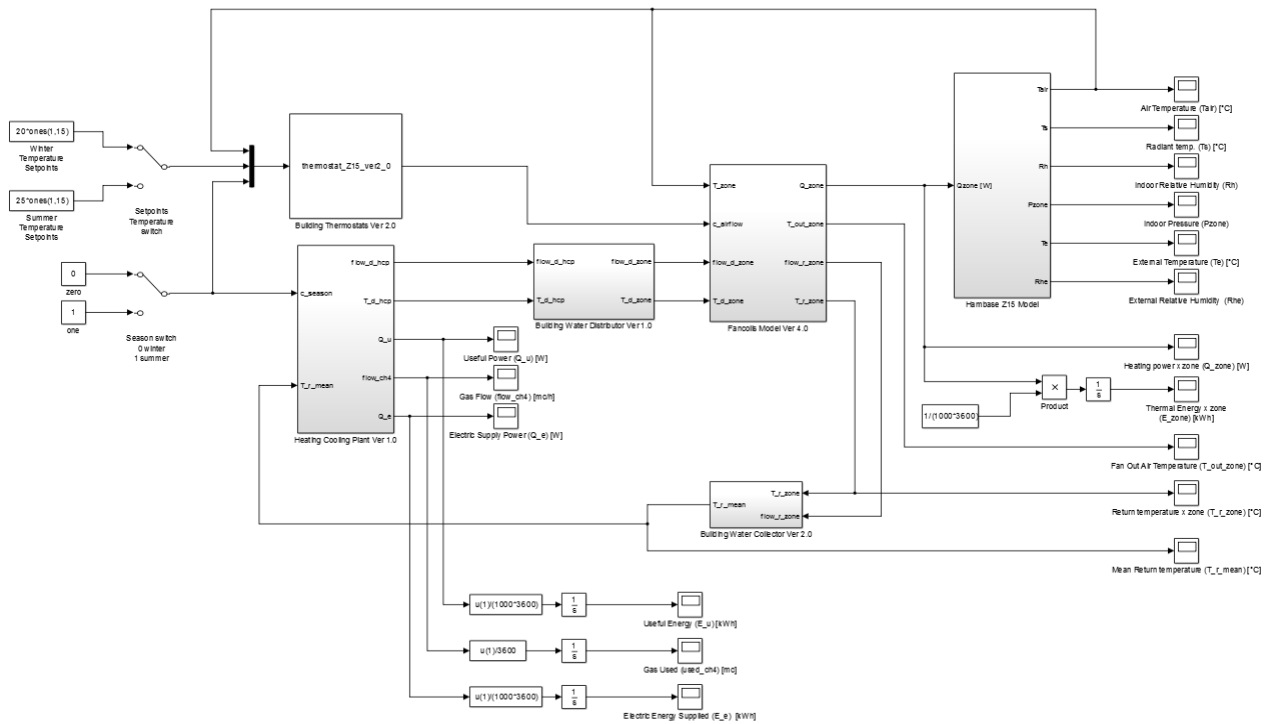 20*ones(1,15)
Winter
Temperature
Setpoints
25*ones(1,15)
Summer
Temperature
Setpoints
Setpoints
Temperature
switch
0
zero
1
one
Season switch
0 winter
1 summer
thermostat_Z15_ver2_0
Building Thermostats Ver 2.0
c_season
T_r_mean
flow_d_hcp
T_d_hcp
Q_u
flow_ch4
Q_e
Heating Cooling Plant Ver 1.0
flow_d_hcp
T_d_hcp
flow_d_zone
T_d_zone
Building Water Distributor Ver 1.0
Useful Power (Q_u) [W]
Gas Flow (flow_ch4) [mc/h]
Electric Supply Power (Q_e) [W]
T_zone
c_airflow
flow_d_zone
T_d_zone
Q_zone
T_out_zone
flow_r_zone
T_r_zone
Fancoils Model Ver 4.0
Qzone [W]
Tair
Ts
Rh
Pzone
Te
Rhe
Hambase Z15 Model
Air Temperature (Tair) [°C]
Radiant temp. (Ts) [°C]
Indoor Relative Humidity (Rh)
Indoor Pressure (Pzone)
External Temperature (Te) [°C]
External Relative Humidity (Rhe)
Heating power x zone (Q_zone) [W]
1/(1000*3600)
×
Product
1
s
Thermal Energy x zone
(E_zone) [kWh]
Fan Out Air Temperature (T_out_zone) [°C]
T_r_mean
T_r_zone
flow_r_zone
Building Water Collector Ver 2.0
Return temperature x zone (T_r_zone) [°C]
Mean Return temperature (T_r_mean) [°C]
u(1)/(1000*3600)
1
s
Useful Energy (E_u) [kWh]
u(1)/3600
1
s
Gas Used (used_ch4) [mc]
u(1)/(1000*3600)
1
s
Electric Energy Supplied (E_e) [kWh]